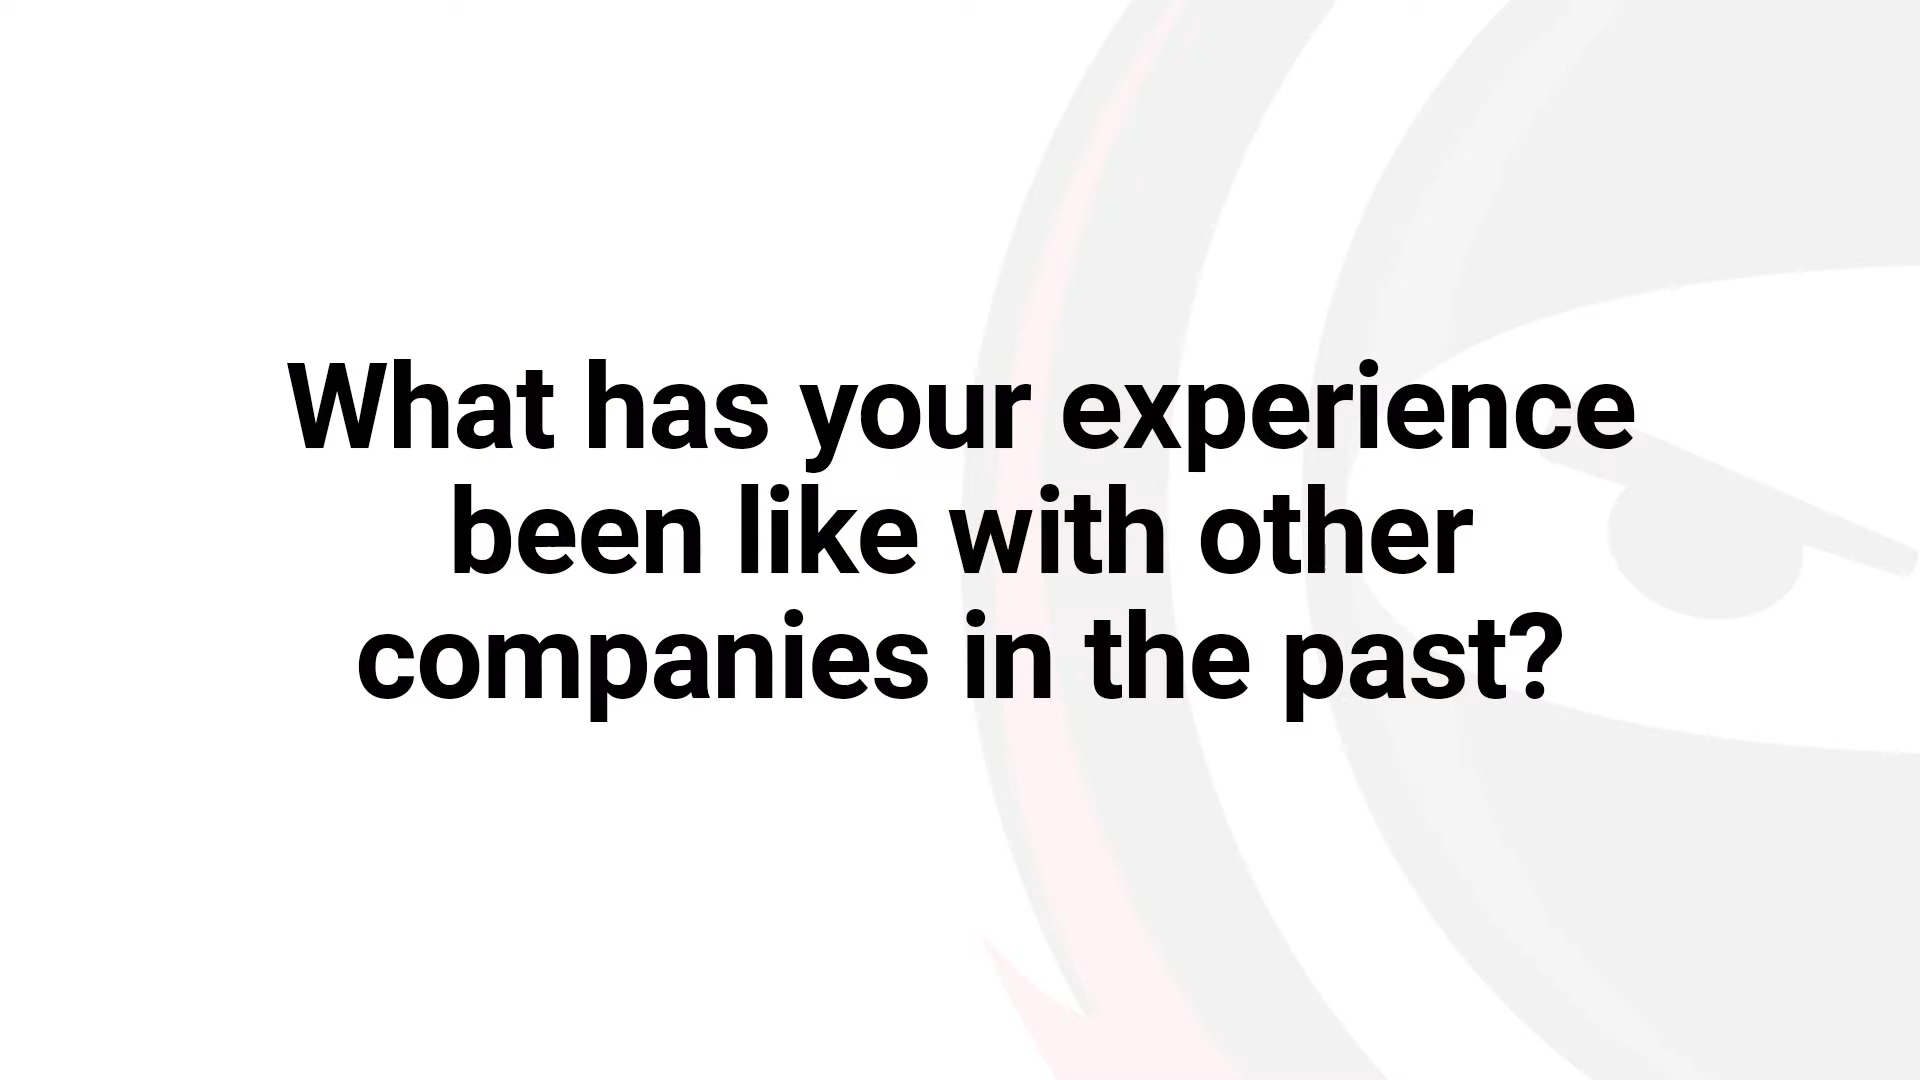 What has your experience
been like with other
companies in the past?